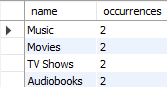 name occurrences
Music 2
Movies 2
TV Shows 2
Audiobooks 2